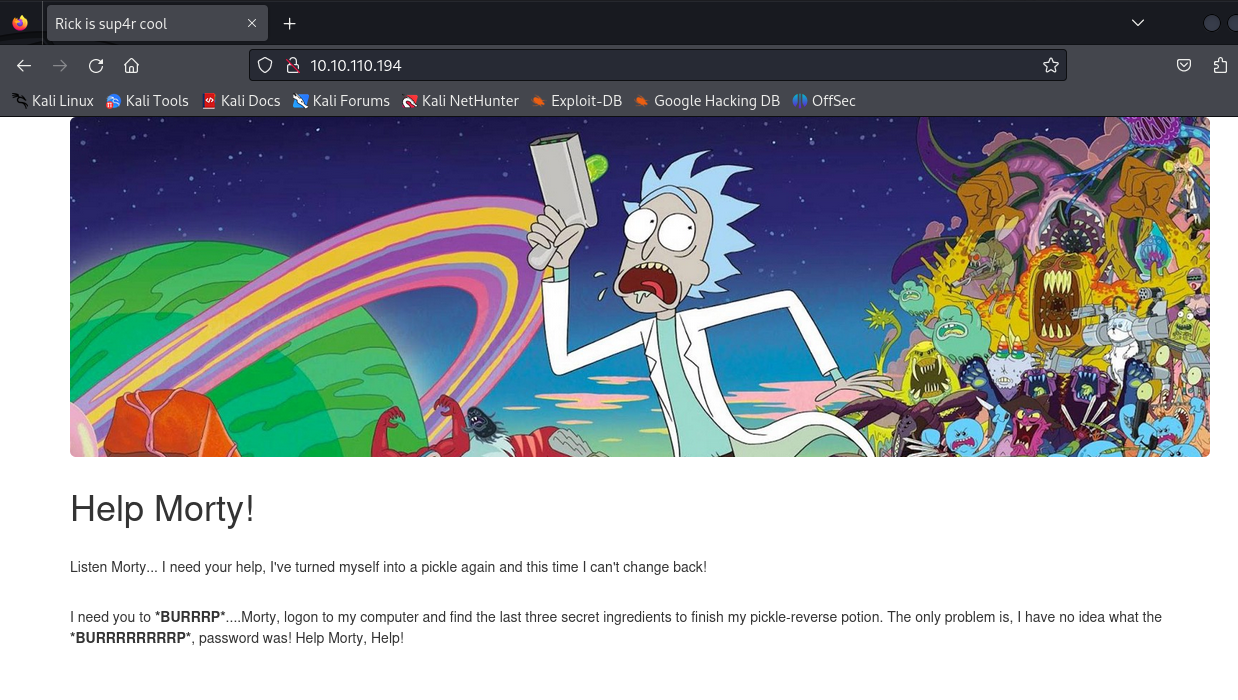 Rick is sup4r cool
10.10.110.194
Kali Linux Kali Tools Kali Docs Kali Forums Kali NetHunter Exploit-DB Google Hacking DB OffSec
Help Morty!
Listen Morty... I need your help, I've turned myself into a pickle again and this time I can't change back!
I need you to *BURRRP*....Morty, logon to my computer and find the last three secret ingredients to finish my pickle-reverse potion. The only problem is, I have no idea what the
*BURRRRRRRRP*, password was! Help Morty, Help!